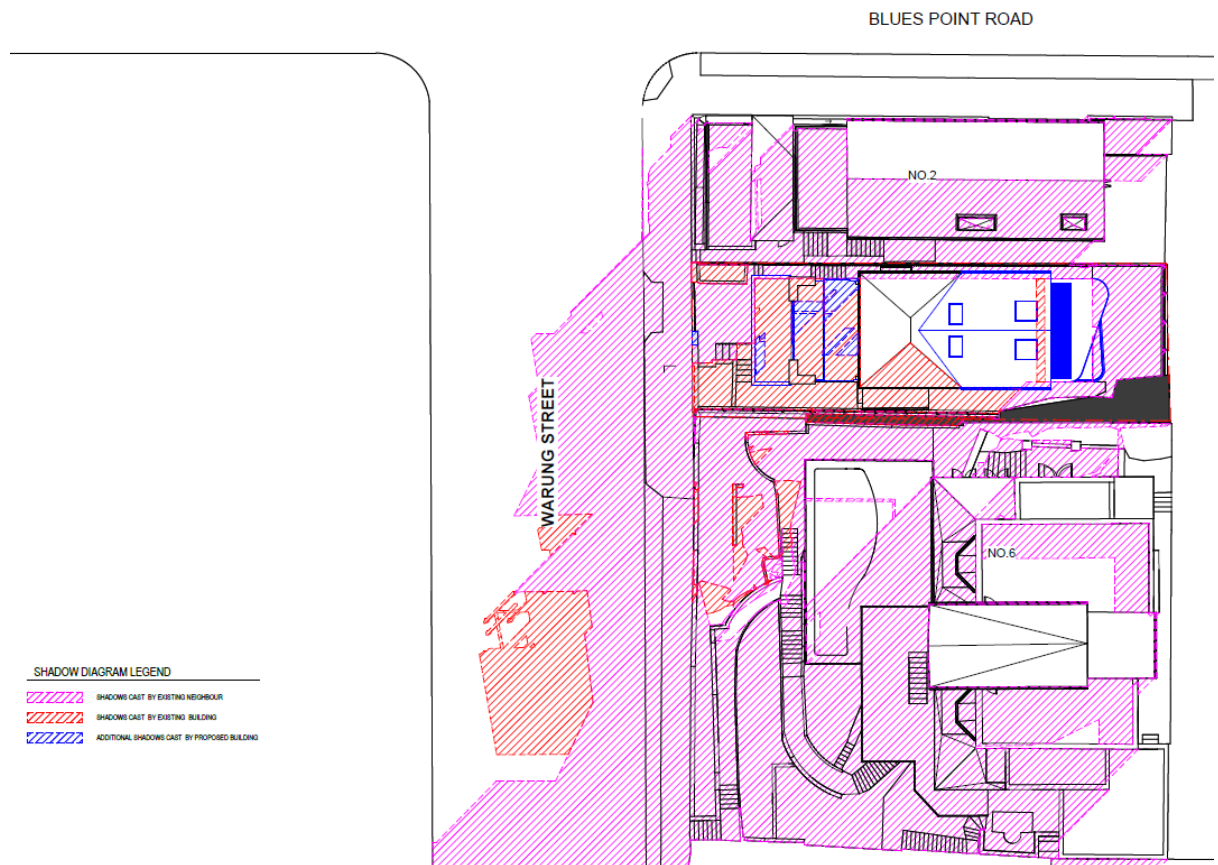 BLUES POINT ROAD
NO.2
WARUNG STREET
NO.6
SHADOW DIAGRAM LEGEND
SHADOWS CAST BY EXISTING NEIGHBOUR
SHADOWS CAST BY EXISTING BUILDING
ADDITIONAL SHADOWS CAST BY PROPOSED BUILDING